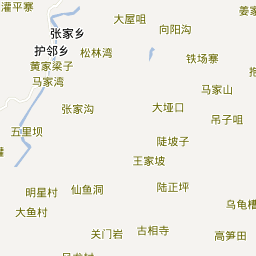 灌平寨
大屋咀
向阳沟
姜家
张家乡
护邻乡
松林湾
铁场寨
黄家梁子
马家湾
抱
马家山
张家沟
大垭口
吊子咀
五里坝
陡坡子
灌
王家坡
明星村
仙鱼洞
陆正坪
乌龟槽
大鱼村
关门岩
古相寺
高笋田